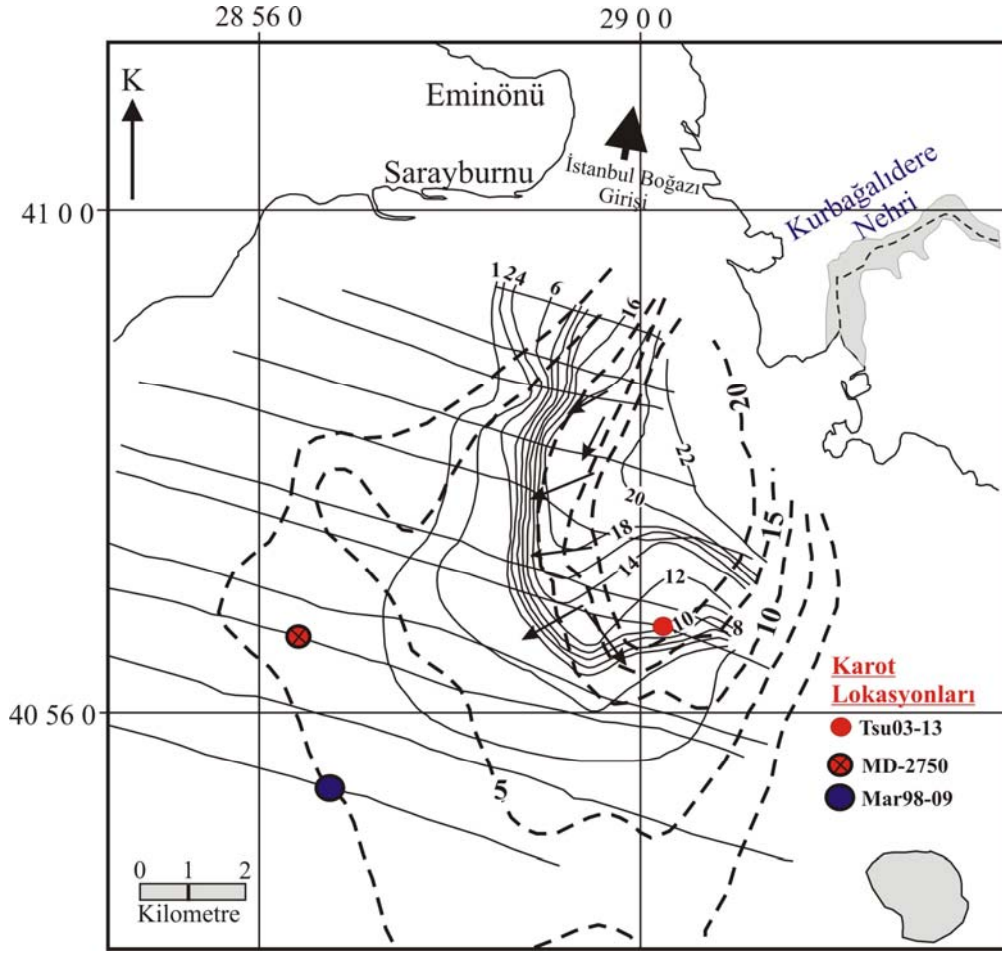 28 56 0
29 0 0
K
Eminönü
Sarayburnu
İstanbul Boğazı
Girişi
Kurbağalıdere
Nehri
41 0 0
1
2
4
6
16
20
22
20
18
15
14
12
10
10
8
40 56 0
5
Karot
Lokasyonları
Tsu03-13
MD-2750
Mar98-09
0 1 2
Kilometre